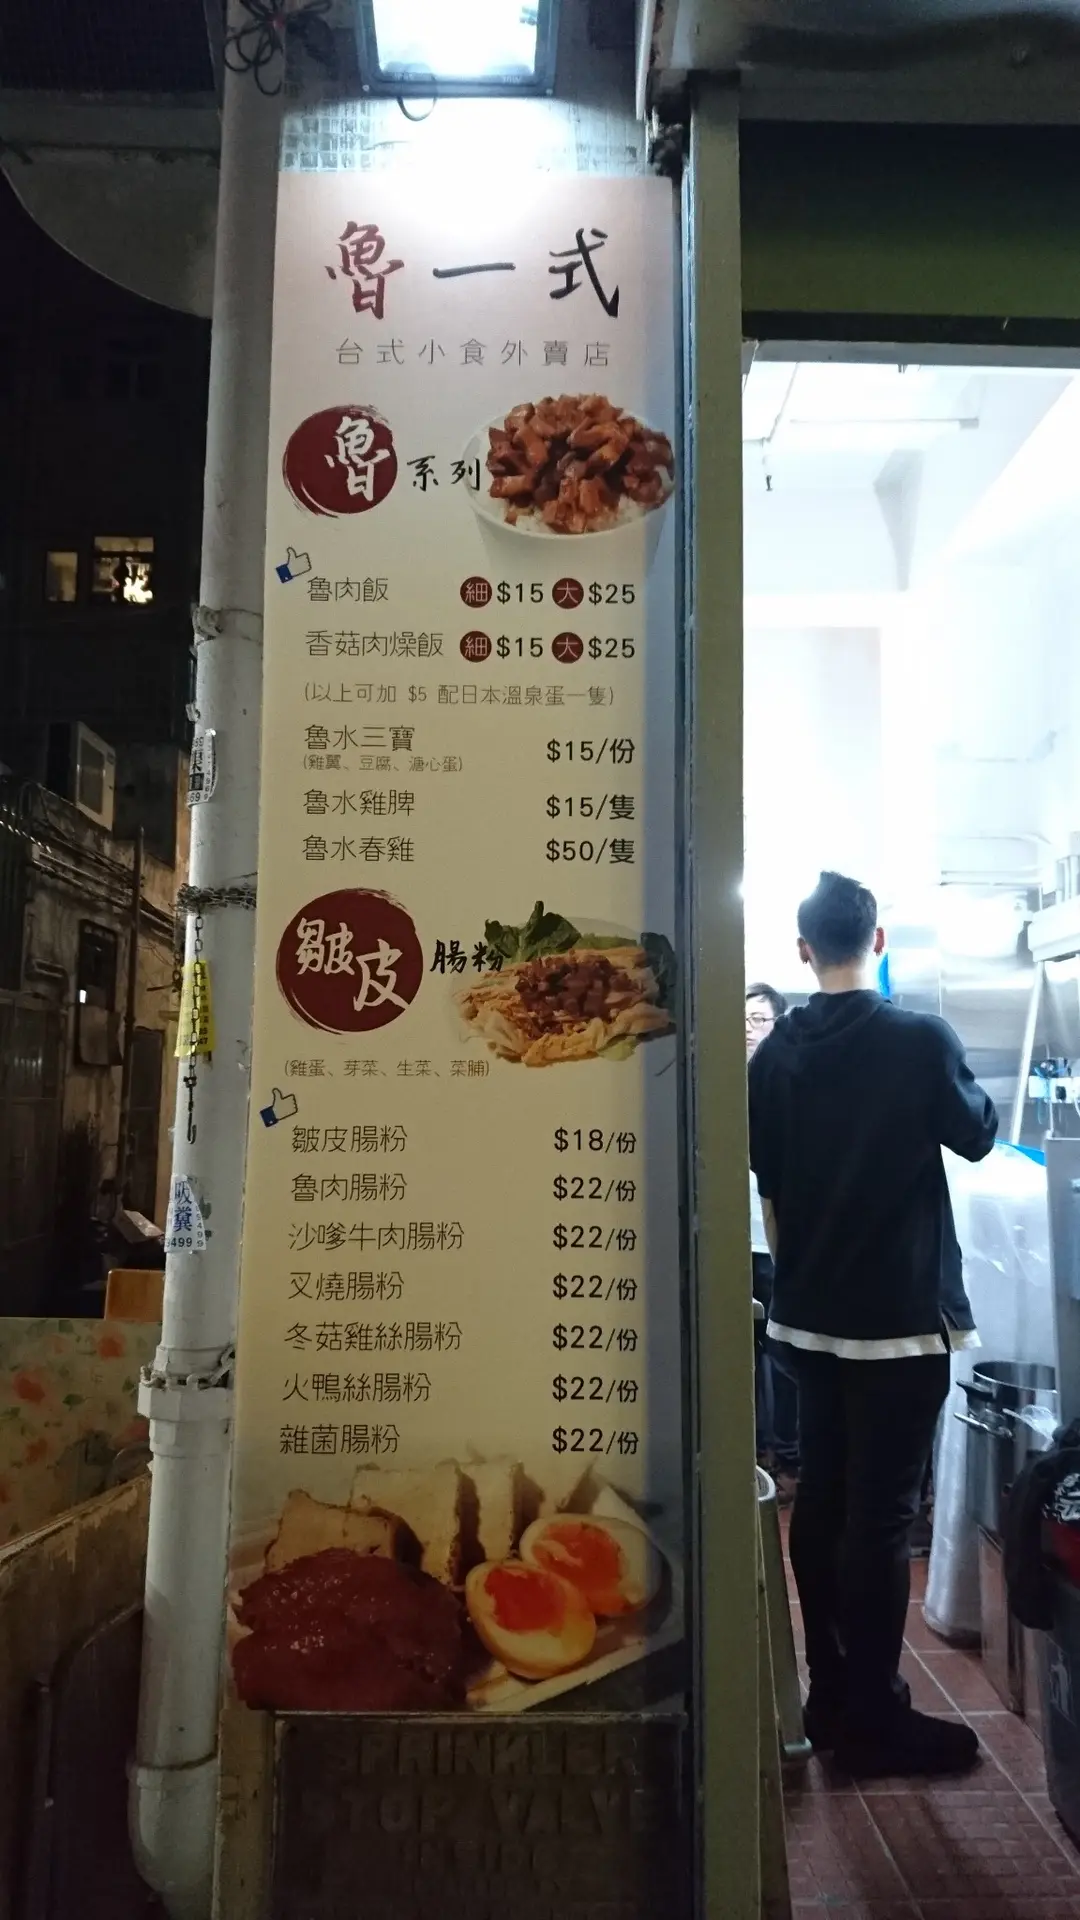 魯一式
台式小食外賣店
魯系列
魯肉飯 細 $15 大 $25
香菇肉燥飯 細 $15 大 $25
(以上可加 $5 配日本溫泉蛋一隻)
魯水三寶 $15/份
(雞翼、豆腐、溏心蛋)
魯水雞脾 $15/隻
魯水春雞 $50/隻
皺皮腸粉
(雞蛋、芽菜、生菜、菜脯)
皺皮腸粉 $18/份
魯肉腸粉 $22/份
沙嗲牛肉腸粉 $22/份
叉燒腸粉 $22/份
冬菇雞絲腸粉 $22/份
火鴨絲腸粉 $22/份
雜菌腸粉 $22/份
SPRINKLER
STOP VALVE
INSIDE